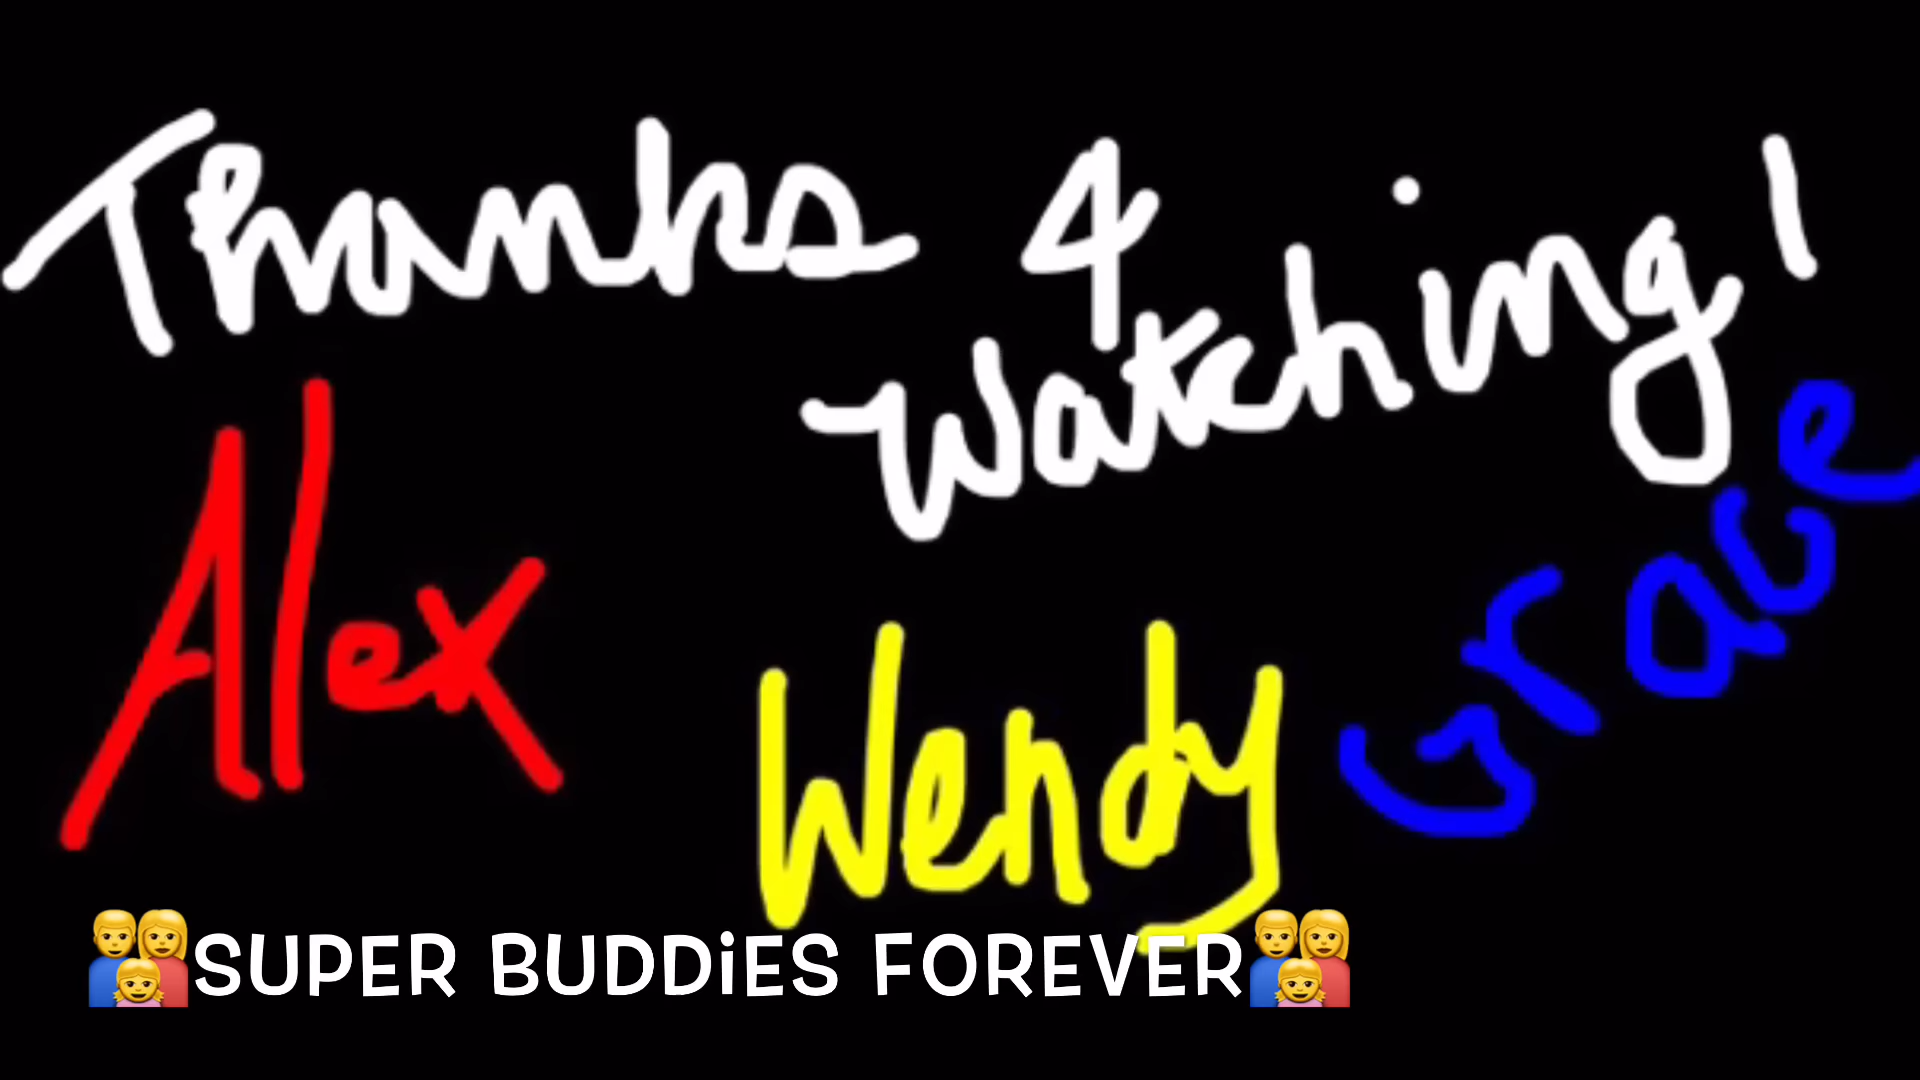 Thanks 4
watching!
Alex
Wendy
Grace
👨‍👩‍👧SUPER BUDDiES FOREVER👨‍👩‍👧